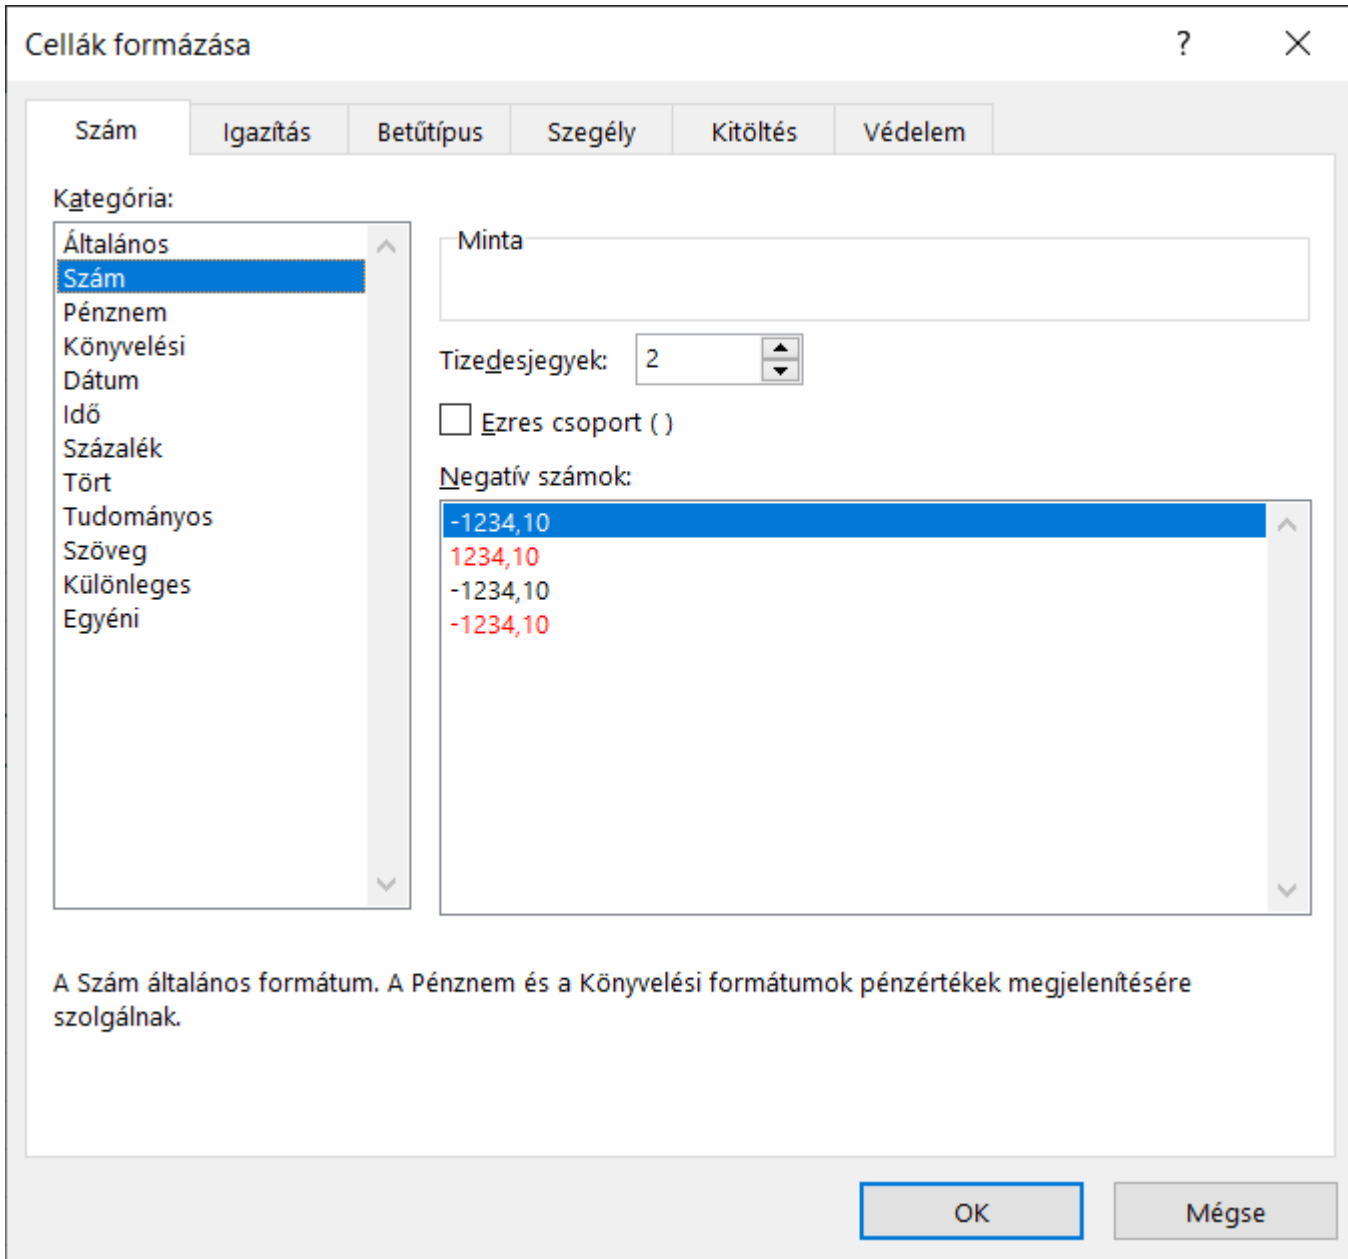 Cellák formázása
?
Szám
Igazítás
Betűtípus
Szegély
Kitöltés
Védelem
Kategória:
Általános
Szám
Pénznem
Könyvelési
Dátum
Idő
Százalék
Tört
Tudományos
Szöveg
Különleges
Egyéni
Minta
Tizedesjegyek: 2
Ezres csoport ( )
Negatív számok:
-1234,10
1234,10
-1234,10
-1234,10
A Szám általános formátum. A Pénznem és a Könyvelési formátumok pénzértékek megjelenítésére
szolgálnak.
OK
Mégse